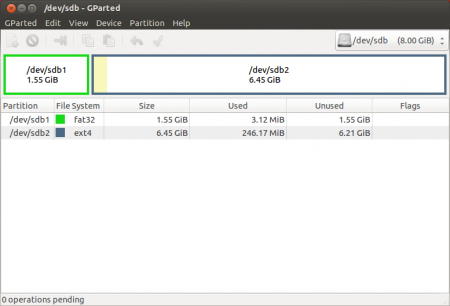 /dev/sdb - GParted
GParted Edit View Device Partition Help
/dev/sdb (8.00 GiB)
/dev/sdb1
1.55 GiB
/dev/sdb2
6.45 GiB
Partition File System Size Used Unused Flags
/dev/sdb1 fat32 1.55 GiB 3.12 MiB 1.55 GiB
/dev/sdb2 ext4 6.45 GiB 246.17 MiB 6.21 GiB
0 operations pending